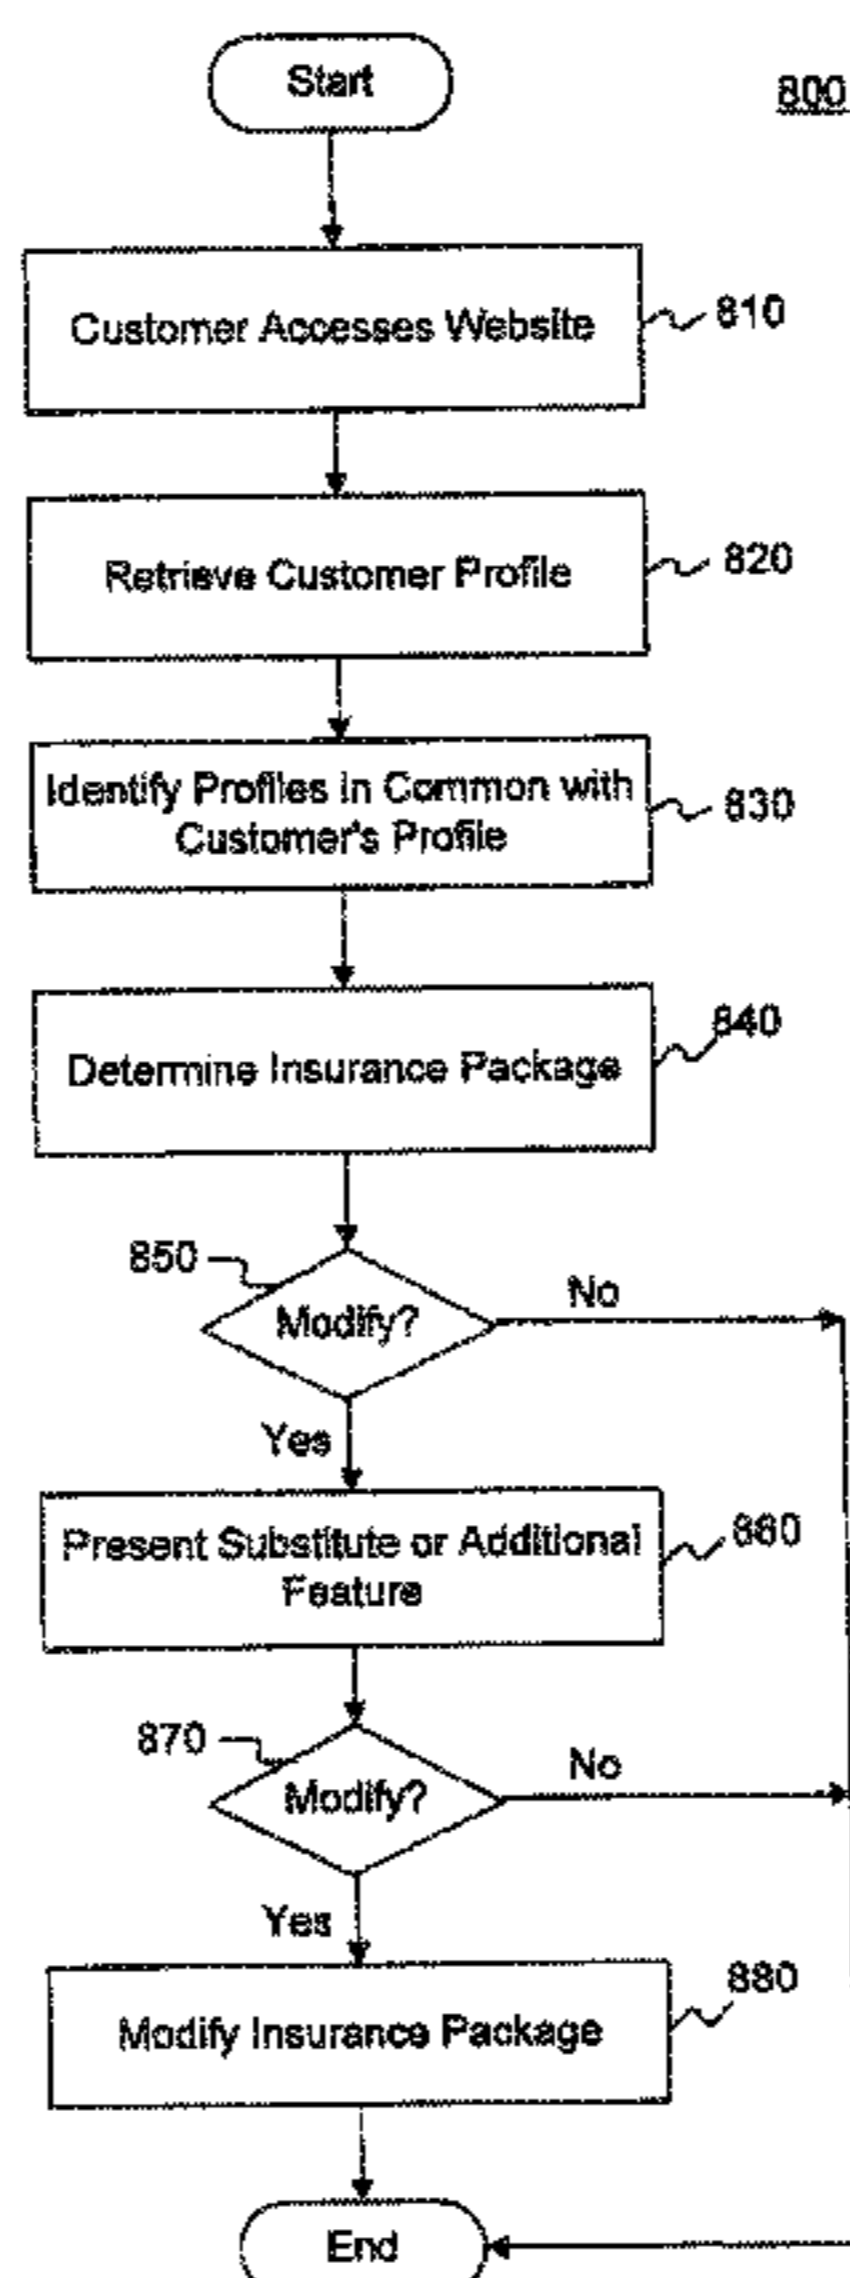 Start
800
Customer Accesses Website
810
Retrieve Customer Profile
820
Identify Profiles in Common with
Customer's Profile
830
Determine Insurance Package
840
850
Modify?
No
Yes
Present Substitute or Additional
Feature
860
870
Modify?
No
Yes
Modify Insurance Package
880
End